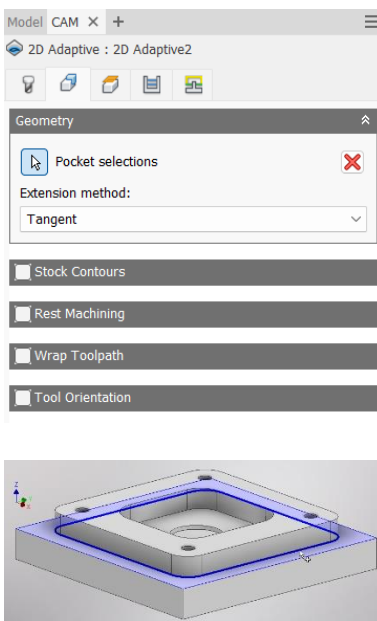 Model CAM × +
2D Adaptive : 2D Adaptive2
Geometry
Pocket selections
Extension method:
Tangent
Stock Contours
Rest Machining
Wrap Toolpath
Tool Orientation
Z